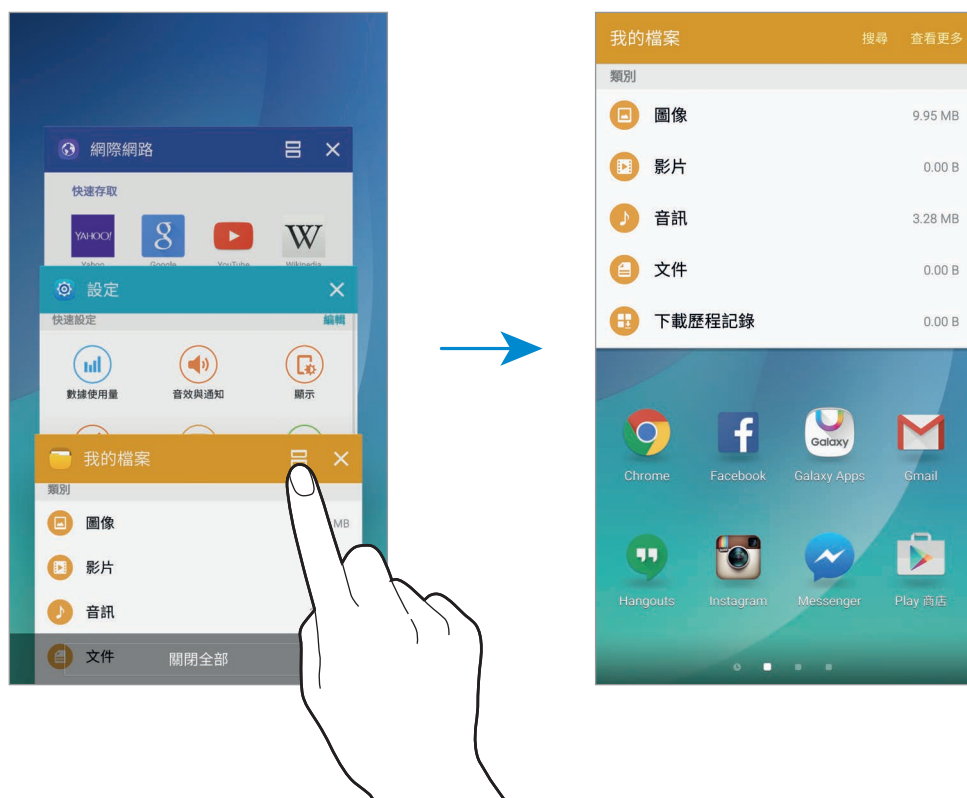 網際網路
快速存取
YAHOO!
8
W
Yahoo Google YouTube Wikipedia
設定
快速設定 編輯
數據使用量 音效與通知 顯示
我的檔案
類別
圖像 MB
影片
音訊
文件
關閉全部
我的檔案 搜尋 查看更多
類別
圖像 9.95 MB
影片 0.00 B
音訊 3.28 MB
文件 0.00 B
下載歷程記錄 0.00 B
Galaxy
Chrome Facebook Galaxy Apps Gmail
Hangouts Instagram Messenger Play 商店